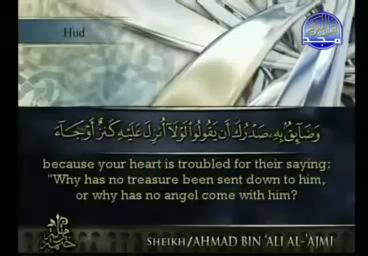 Hud
وَضَآئِقٌۢ بِهِۦ صَدْرُكَ أَن يَقُولُوا۟ لَوْلَآ أُنزِلَ عَلَيْهِ كَنزٌ أَوْ جَآءَ
because your heart is troubled for their saying:
"Why has no treasure been sent down to him,
or why has no angel come with him?
SHEIKH/AHMAD BIN 'ALI AL-'AJMI